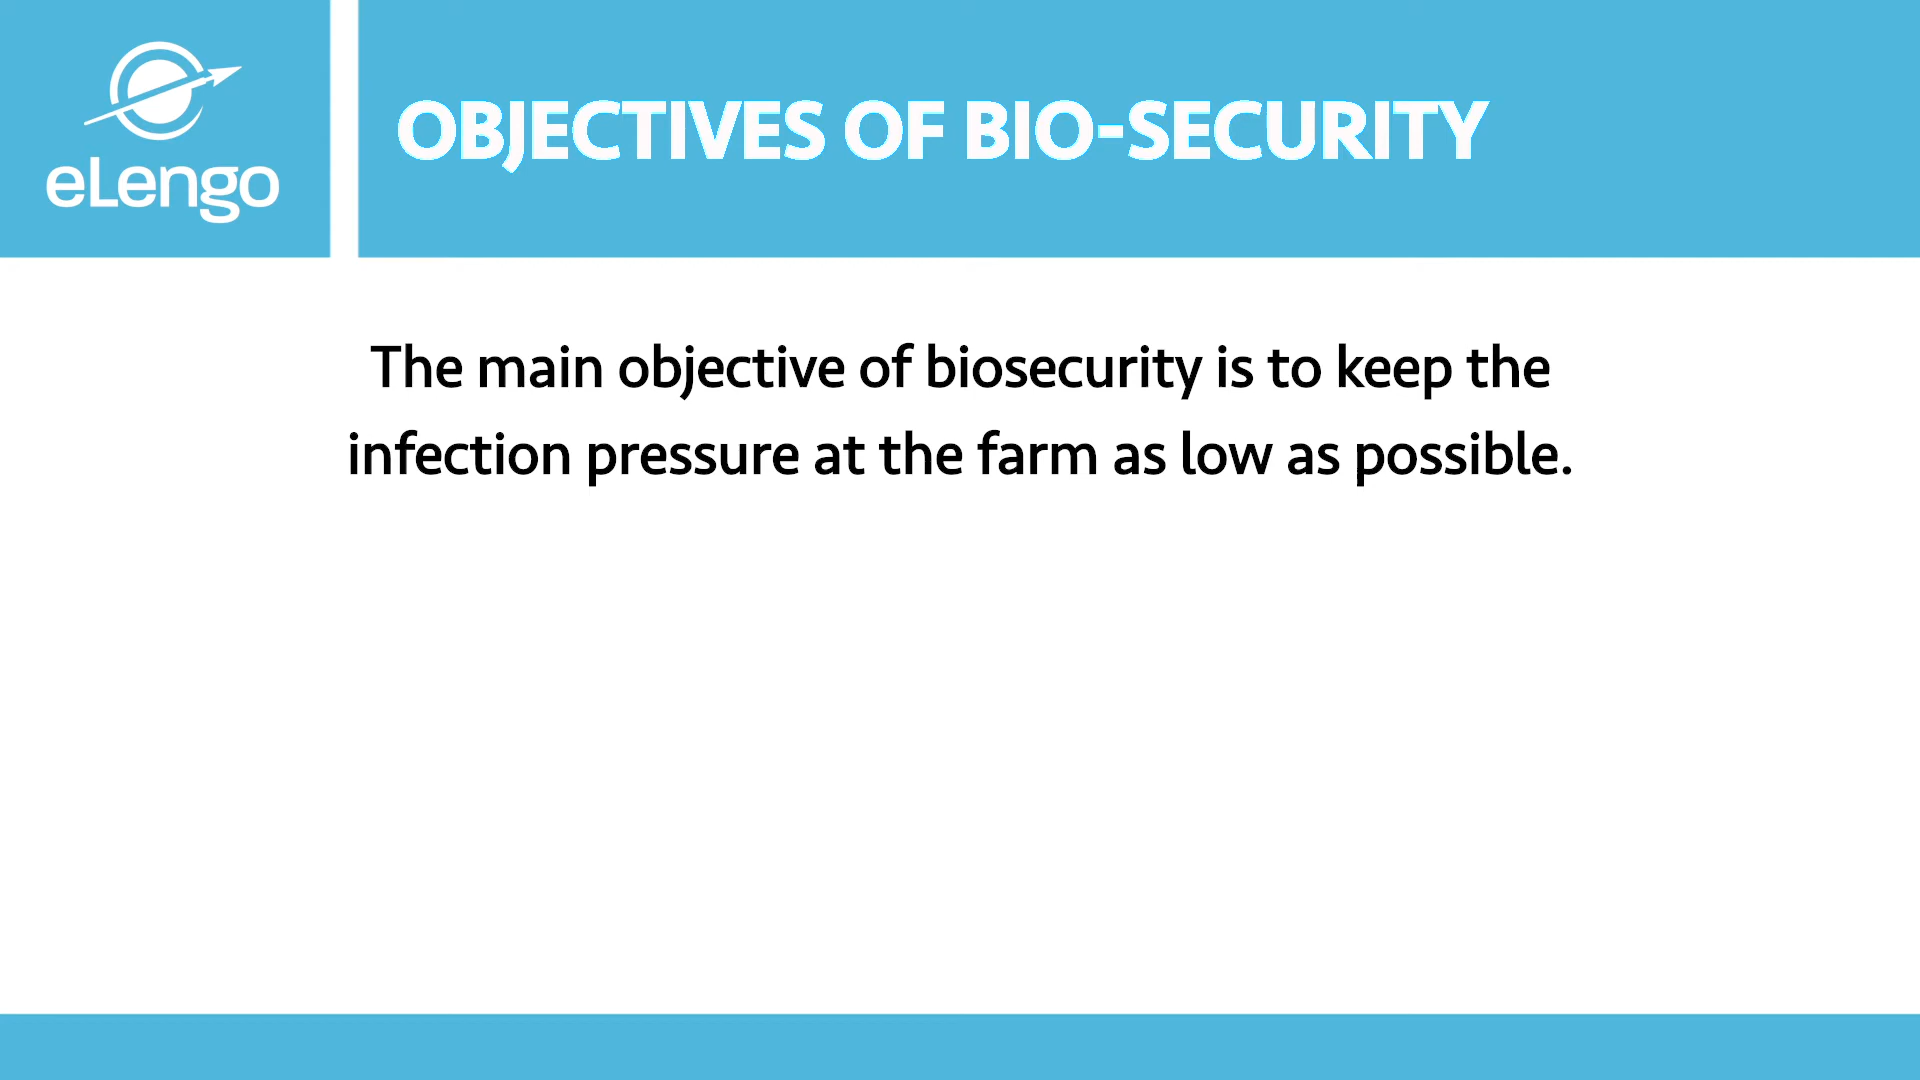 eLengo
OBJECTIVES OF BIO-SECURITY
The main objective of biosecurity is to keep the
infection pressure at the farm as low as possible.